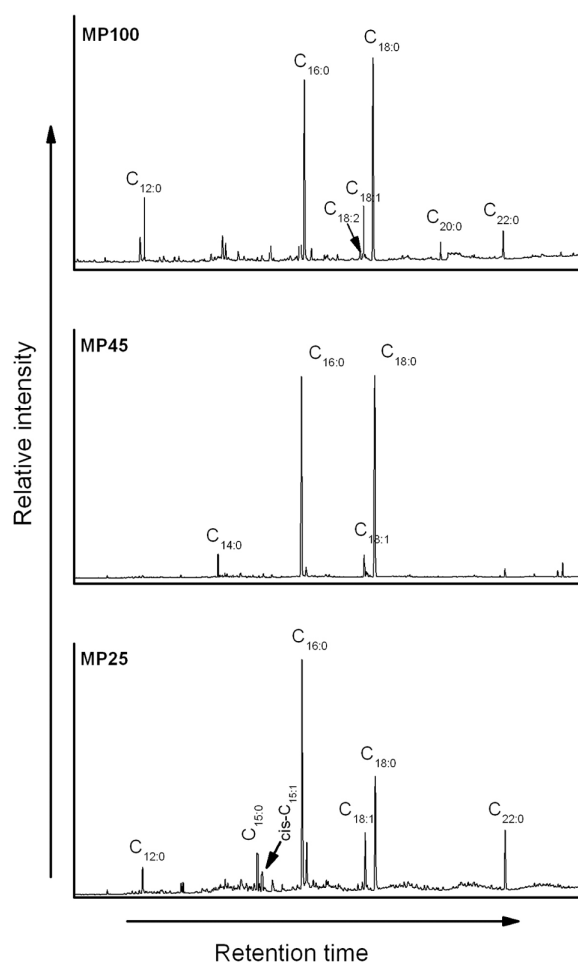 MP100
C18:0
C16:0
C12:0
C18:1
C18:2
C20:0
C22:0
MP45
C16:0
C18:0
C14:0
C18:1
MP25
C16:0
C18:0
C15:0
cis-C15:1
C18:1
C22:0
C12:0
Relative intensity
Retention time